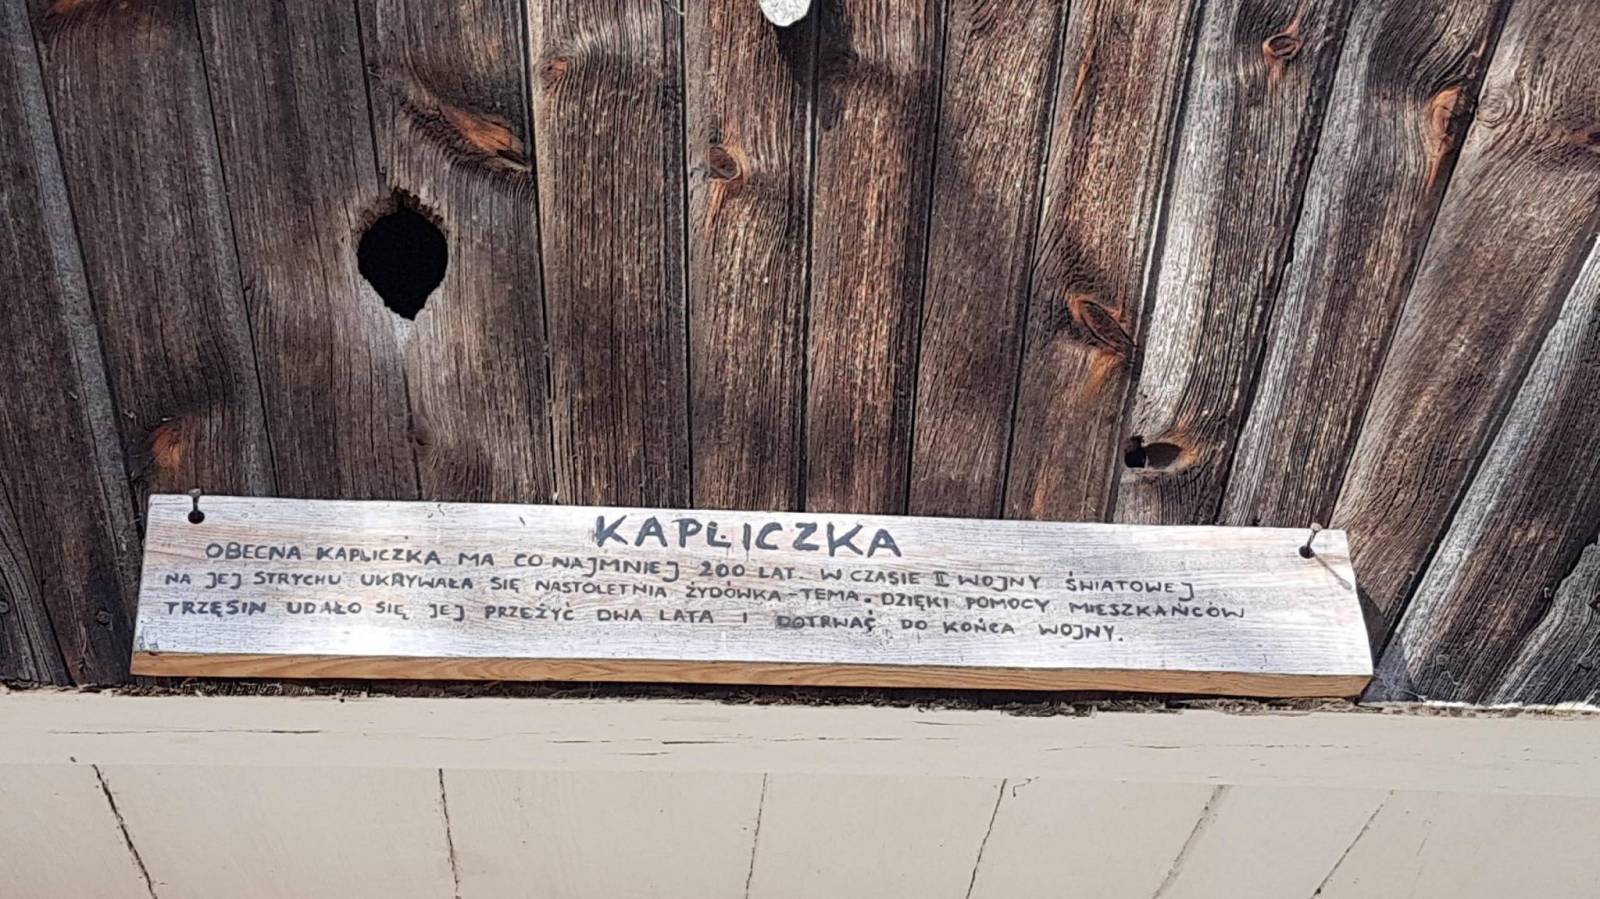 KAPLICZKA
OBECNA KAPLICZKA MA CO NAJMNIEJ 200 LAT. W CZASIE II WOJNY ŚWIATOWEJ
NA JEJ STRYCHU UKRYWAŁA SIĘ NASTOLETNIA ŻYDÓWKA-TEMA. DZIĘKI POMOCY MIESZKAŃCÓW
TRZĘSIN UDAŁO SIĘ JEJ PRZEŻYĆ DWA LATA I DOTRWAĆ DO KOŃCA WOJNY.